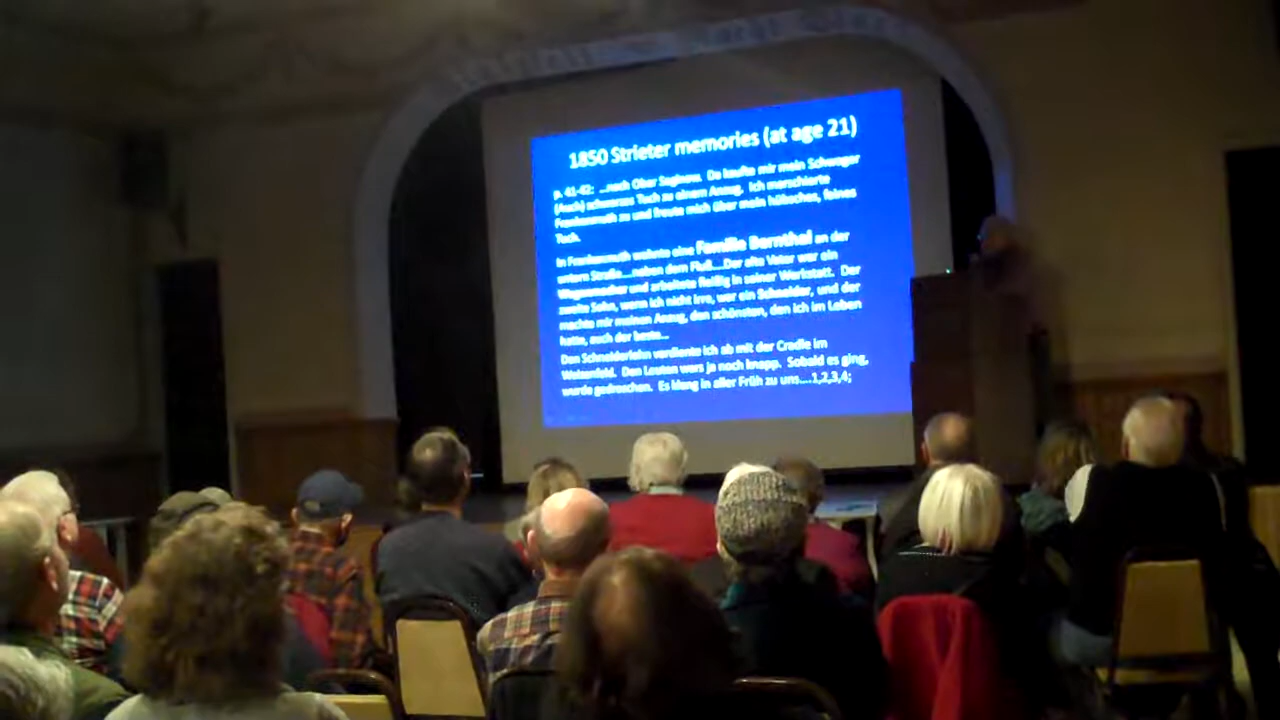 1850 Strieter memories (at age 21)
p. 41-42: ...nach Ober Saginaw. Da kaufte mir mein Schwager
(Auch) schwarzes Tuch zu einem Anzug. Ich marschierte
Frankenmuth zu und freute mich über mein hübsches, feines
Tuch.
In Frankenmuth wohnte eine Familie Bernthal an der
untern Straße....neben dem Fluß....Der alte Vater war ein
Wagenmacher und arbeitete fleißig in seiner Werkstatt. Der
zweite Sohn, wenn ich nicht irre, war ein Schneider, und der
machte mir meinen Anzug, den schönsten, den ich im Leben
hatte, auch der beste...
Den Schneiderlohn verdiente ich ab mit der Cradle im
Weizenfeld. Den Leuten wars ja noch knapp. Sobald es ging,
wurde gedroschen. Es klang in aller Früh zu uns....1,2,3,4;